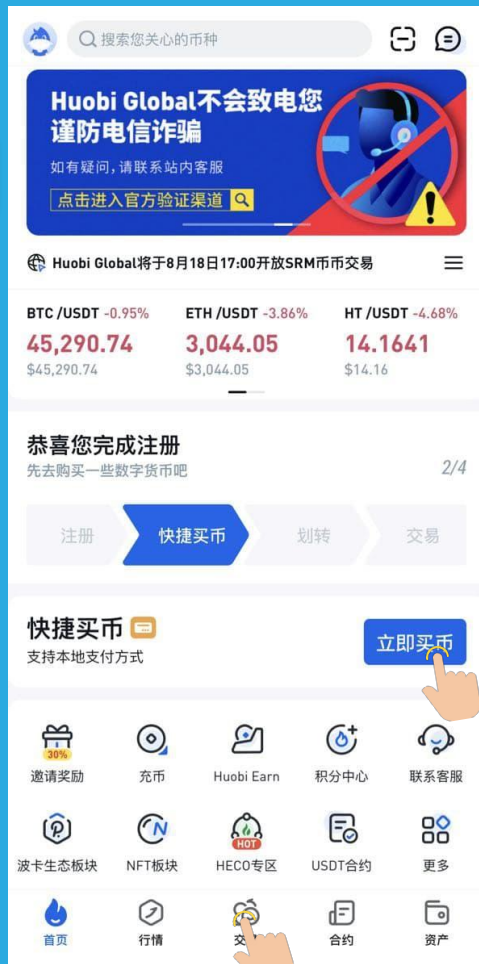 搜索您关心的币种
Huobi Global不会致电您
谨防电信诈骗
如有疑问,请联系站内客服
点击进入官方验证渠道
Huobi Global将于8月18日17:00开放SRM币币交易
BTC /USDT -0.95%
ETH /USDT -3.86%
HT /USDT -4.68%
45,290.74
3,044.05
14.1641
$45,290.74
$3,044.05
$14.16
恭喜您完成注册
先去购买一些数字货币吧
2/4
注册
快捷买币
划转
交易
快捷买币
支持本地支付方式
立即买币
30%
邀请奖励
充币
Huobi Earn
积分中心
联系客服
HOT
波卡生态板块
NFT板块
HECO专区
USDT合约
更多
首页
行情
交
合约
资产